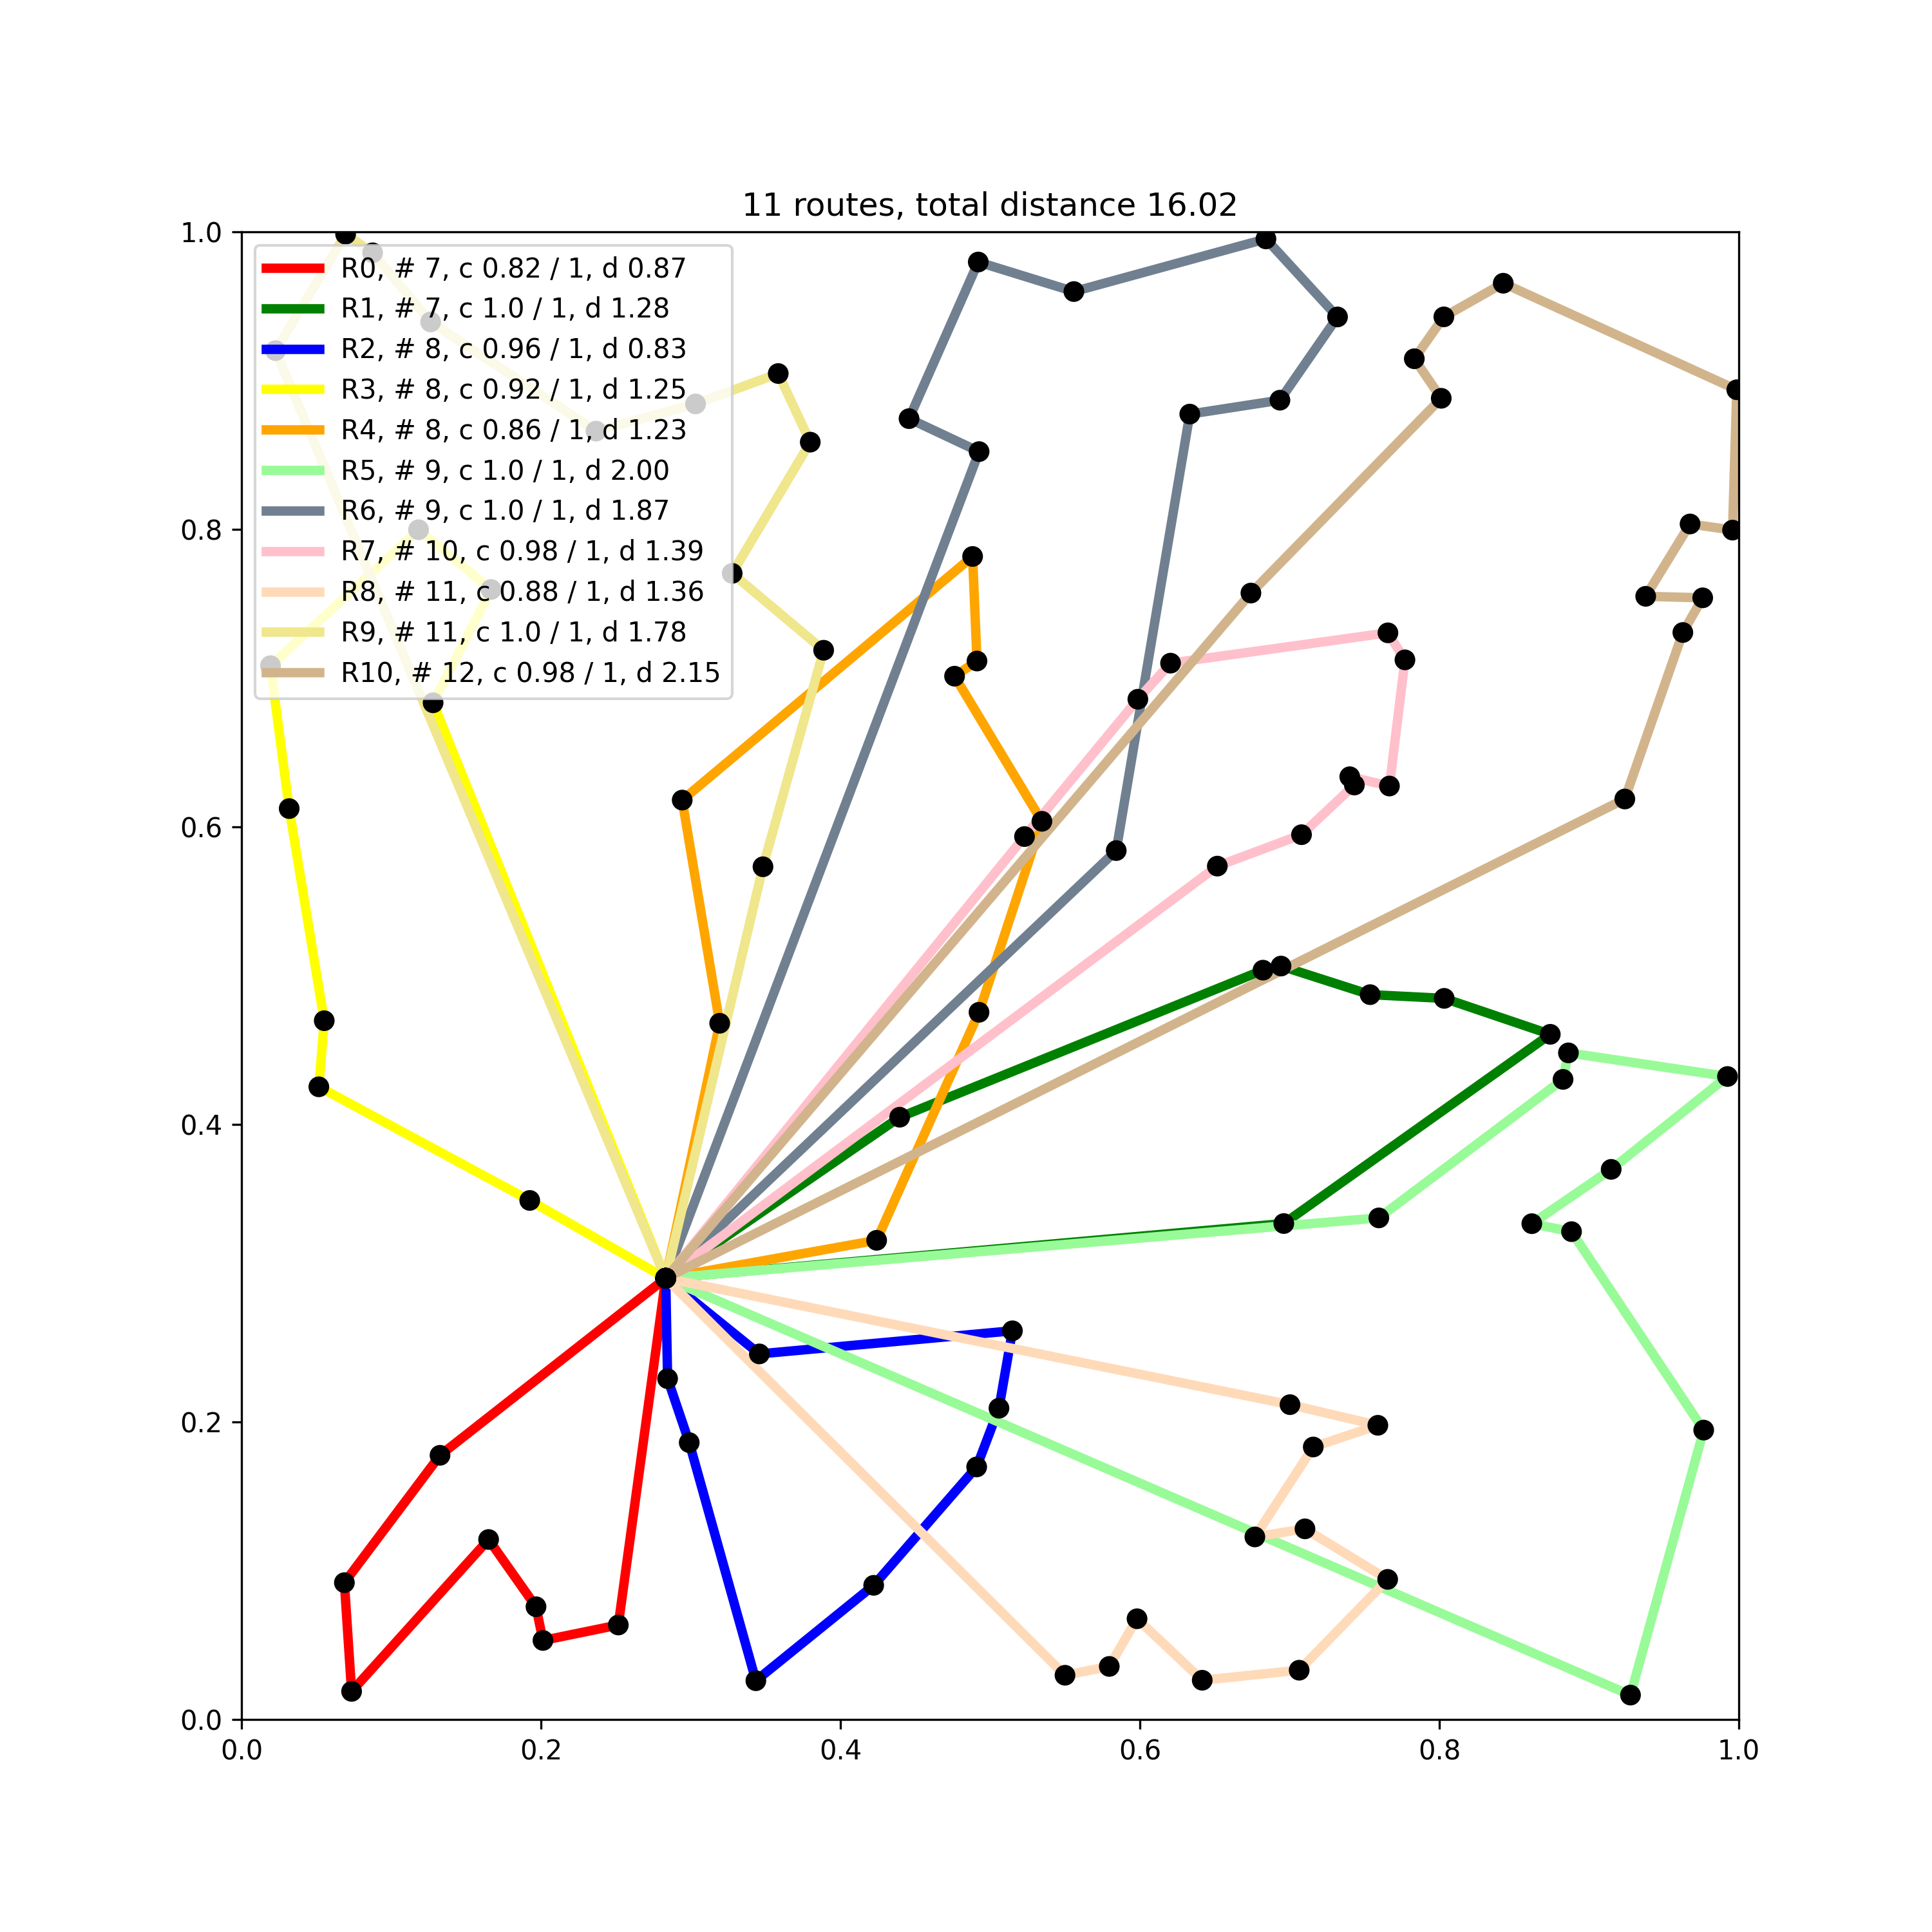 11 routes, total distance 16.02
1.0
0.8
0.6
0.4
0.2
0.0
R0, # 7, c 0.82 / 1, d 0.87
R1, # 7, c 1.0 / 1, d 1.28
R2, # 8, c 0.96 / 1, d 0.83
R3, # 8, c 0.92 / 1, d 1.25
R4, # 8, c 0.86 / 1, d 1.23
R5, # 9, c 1.0 / 1, d 2.00
R6, # 9, c 1.0 / 1, d 1.87
R7, # 10, c 0.98 / 1, d 1.39
R8, # 11, c 0.88 / 1, d 1.36
R9, # 11, c 1.0 / 1, d 1.78
R10, # 12, c 0.98 / 1, d 2.15
0.0 0.2 0.4 0.6 0.8 1.0